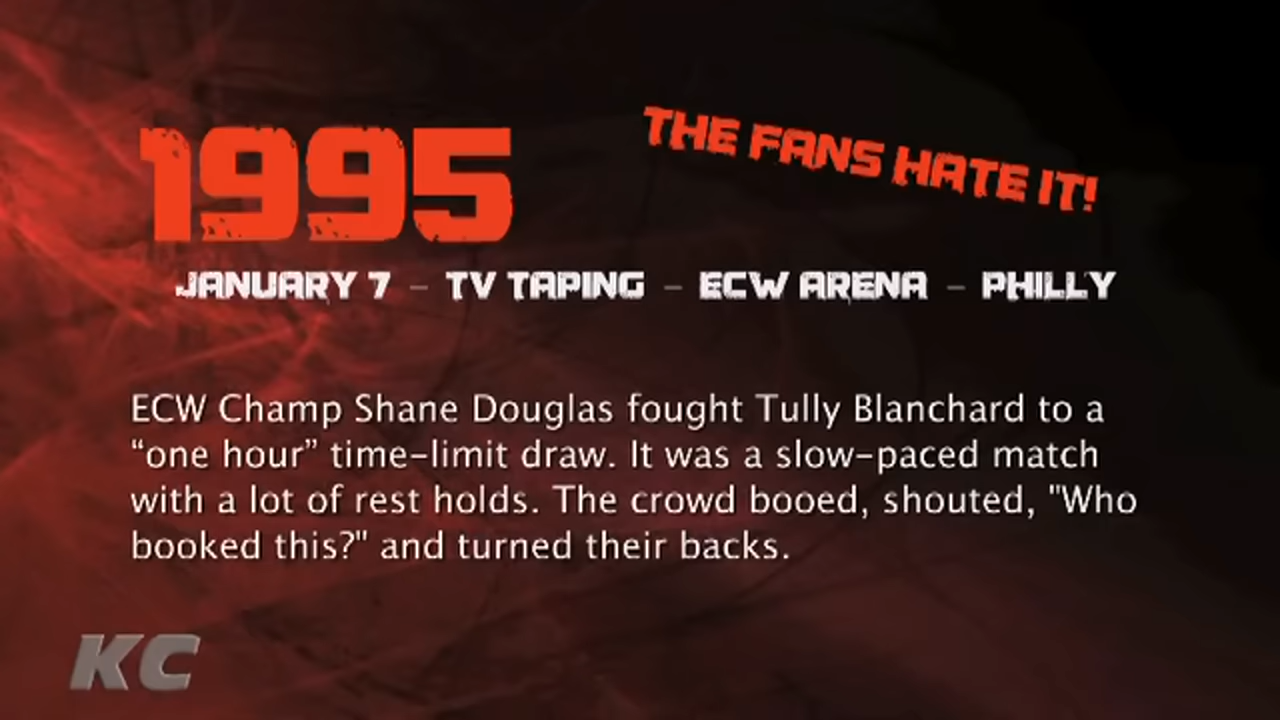 1995
THE FANS HATE IT!
JANUARY 7 – TV TAPING – ECW ARENA – PHILLY
ECW Champ Shane Douglas fought Tully Blanchard to a
“one hour” time-limit draw. It was a slow-paced match
with a lot of rest holds. The crowd booed, shouted, "Who
booked this?" and turned their backs.
KC